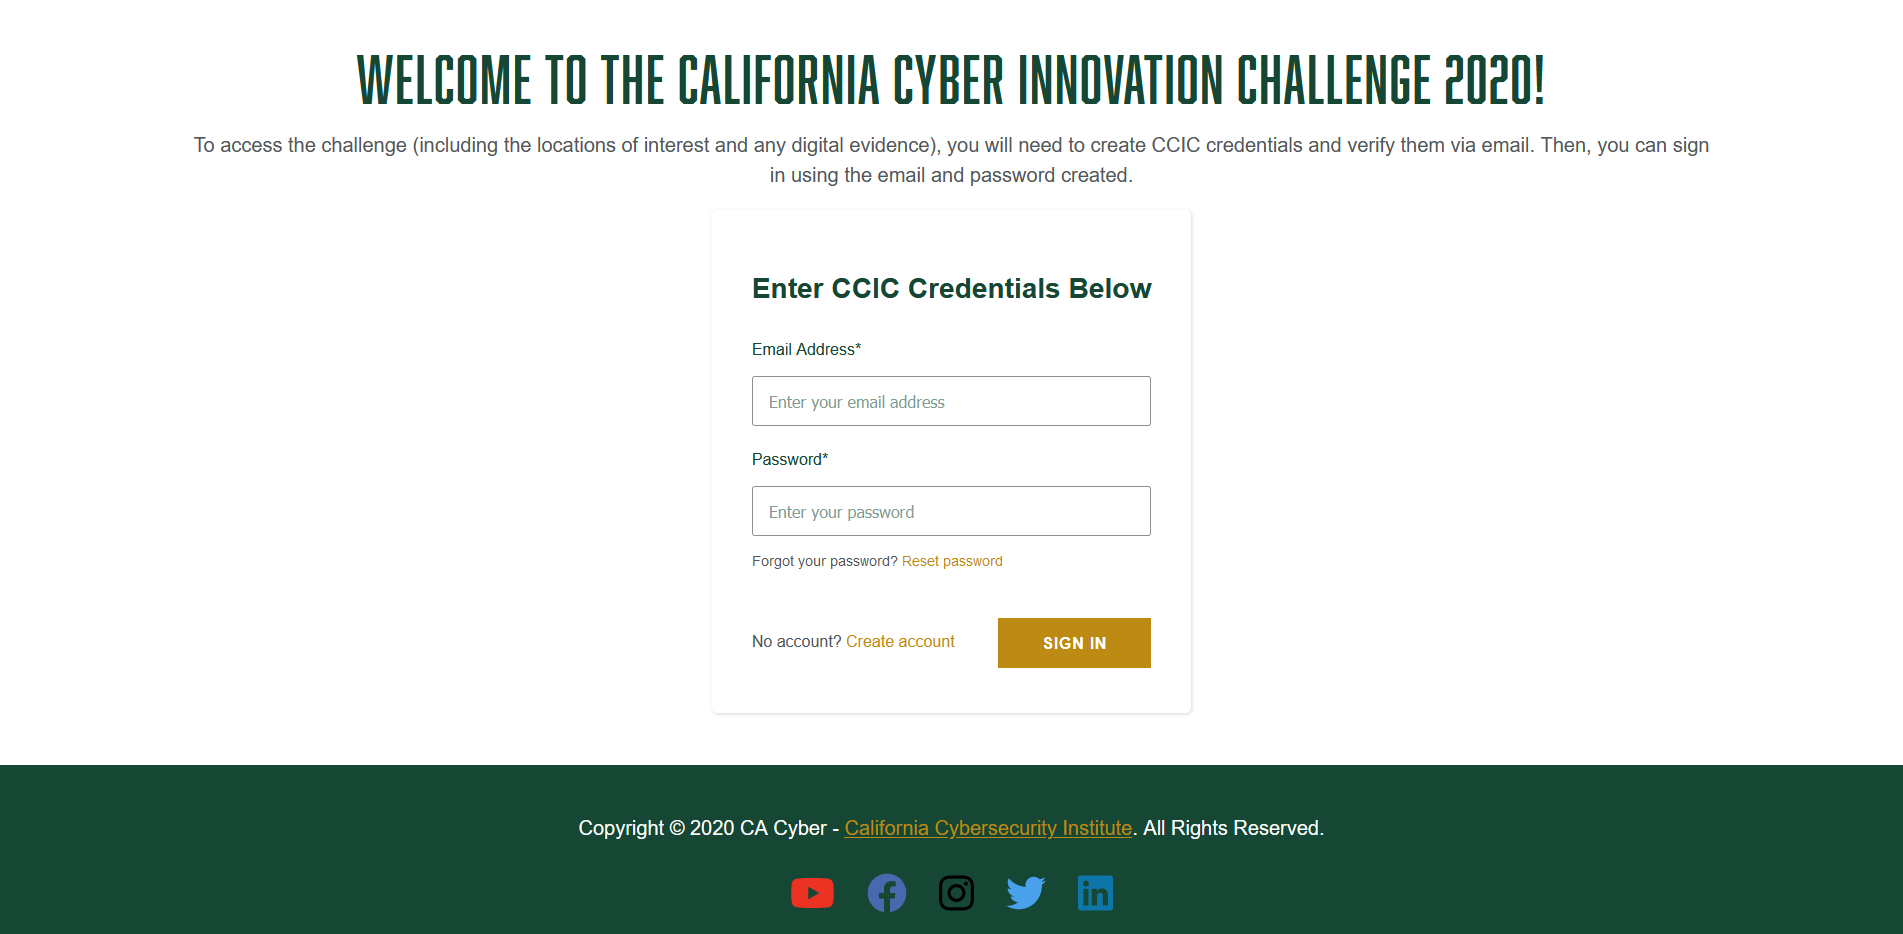 WELCOME TO THE CALIFORNIA CYBER INNOVATION CHALLENGE 2020!
To access the challenge (including the locations of interest and any digital evidence), you will need to create CCIC credentials and verify them via email. Then, you can sign
in using the email and password created.
Enter CCIC Credentials Below
Email Address*
Enter your email address
Password*
Enter your password
Forgot your password? Reset password
No account? Create account
SIGN IN
Copyright © 2020 CA Cyber - California Cybersecurity Institute. All Rights Reserved.